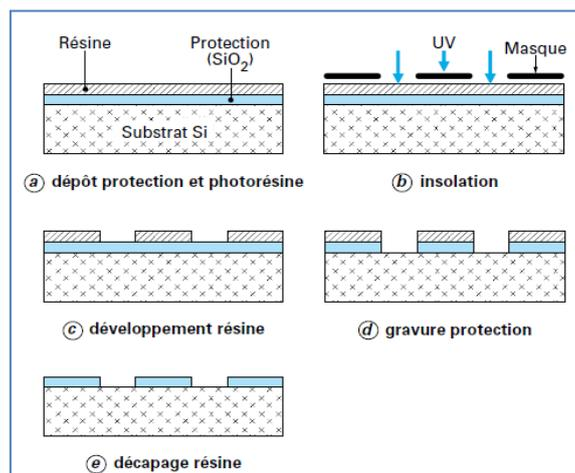 Résine
Protection
(SiO2)
Substrat Si
a dépôt protection et photorésine
UV
Masque
b insolation
c développement résine
d gravure protection
e décapage résine